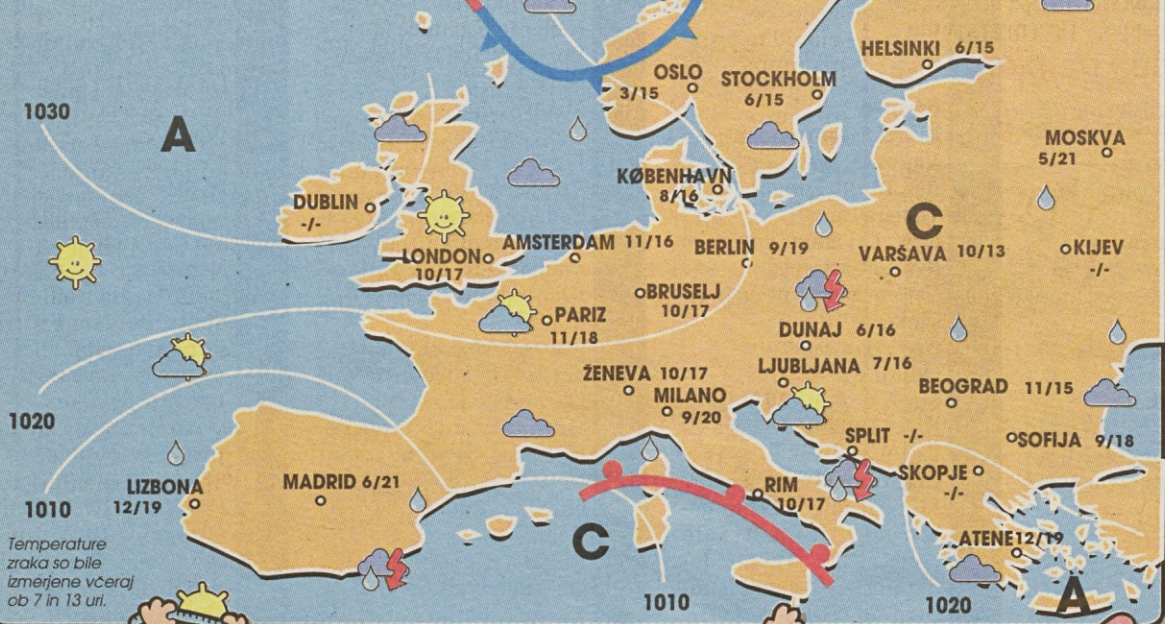 HELSINKI 6/15
OSLO
3/15
STOCKHOLM
6/15
1030
A
MOSKVA
5/21
KØBENHAVN
8/16
DUBLIN
-/-
C
LONDON
10/17
AMSTERDAM 11/16
BERLIN 9/19
VARŠAVA 10/13
KIJEV
-/-
BRUSELJ
10/17
PARIZ
11/18
DUNAJ 6/16
ŽENEVA 10/17
LJUBLJANA 7/16
MILANO
9/20
BEOGRAD 11/15
1020
SPLIT -/-
SOFIJA 9/18
SKOPJE
-/-
LIZBONA
12/19
MADRID 6/21
RIM
10/17
1010
C
ATENE 12/19
Temperature
zraka so bile
izmerjene včeraj
ob 7 in 13 uri.
1010
1020
A